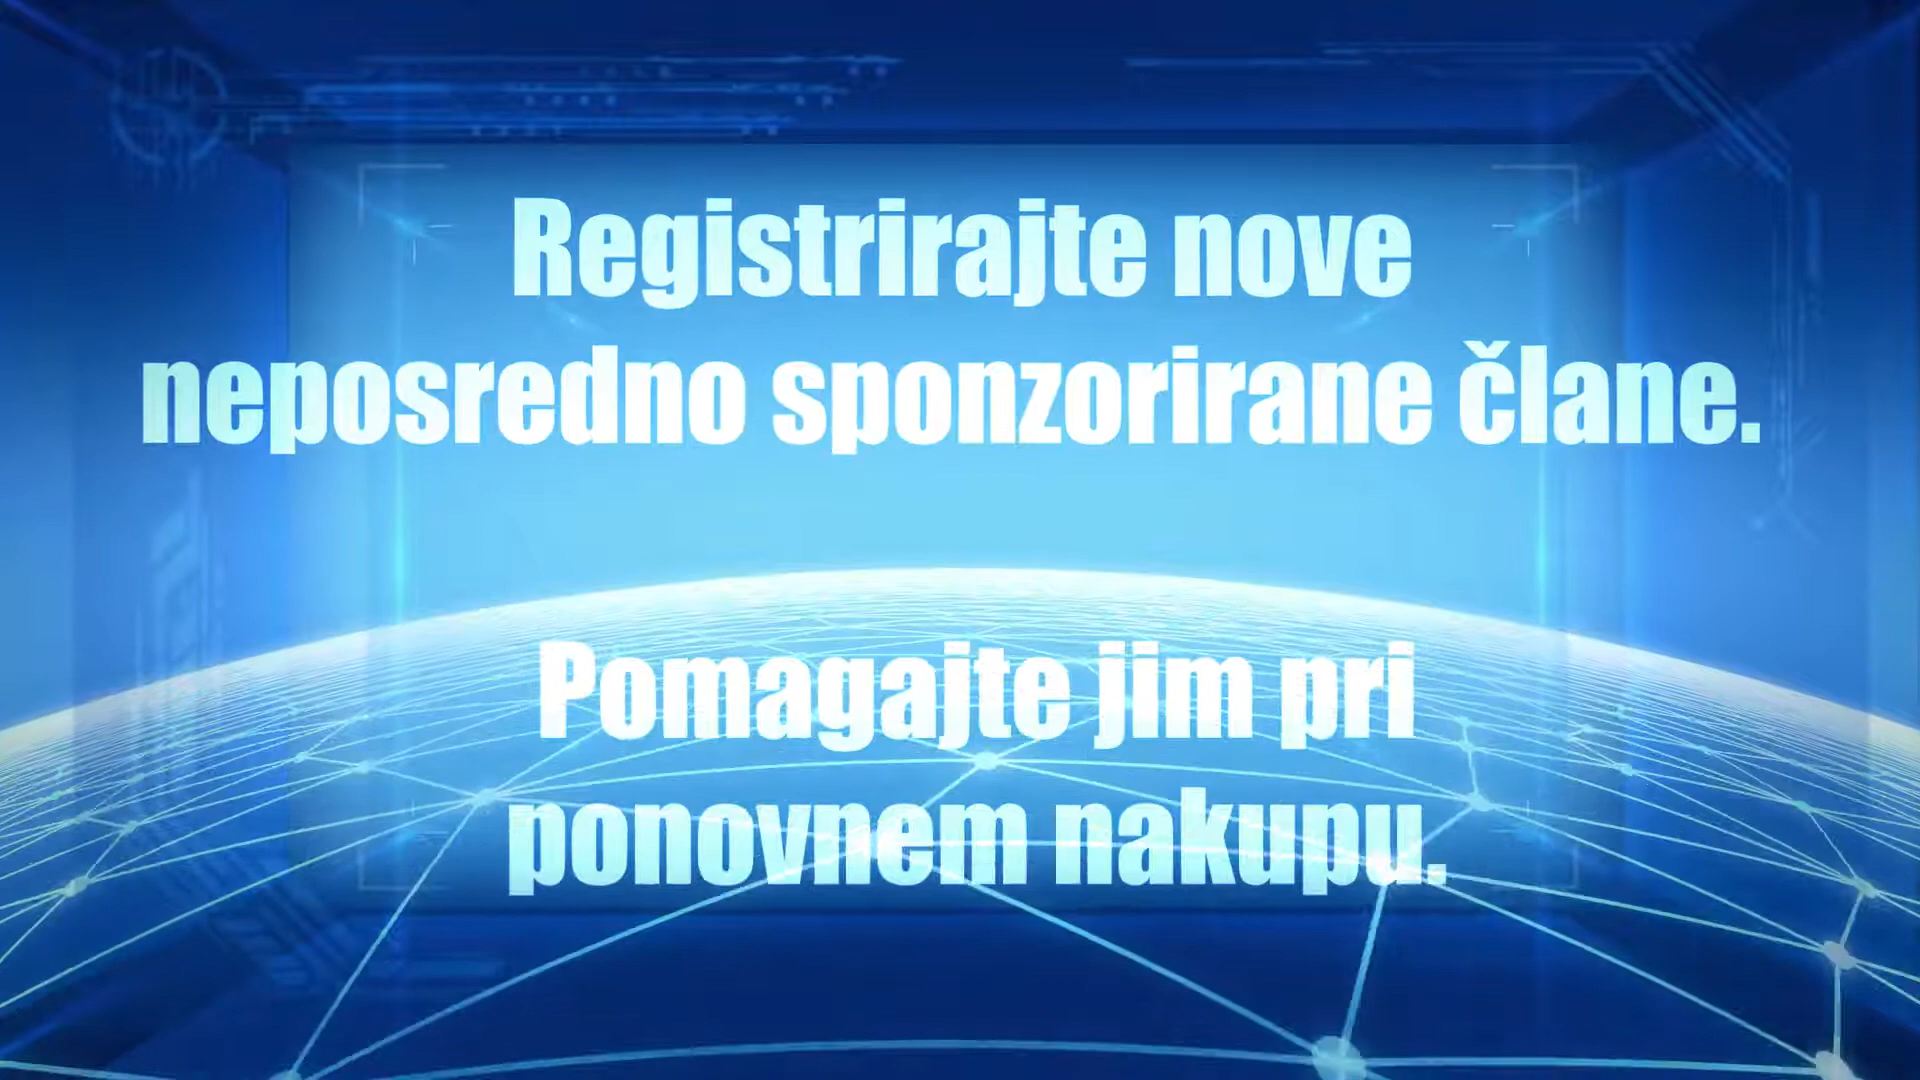 Registrirajte nove
neposredno sponzorirane člane.
Pomagajte jim pri
ponovnem nakupu.